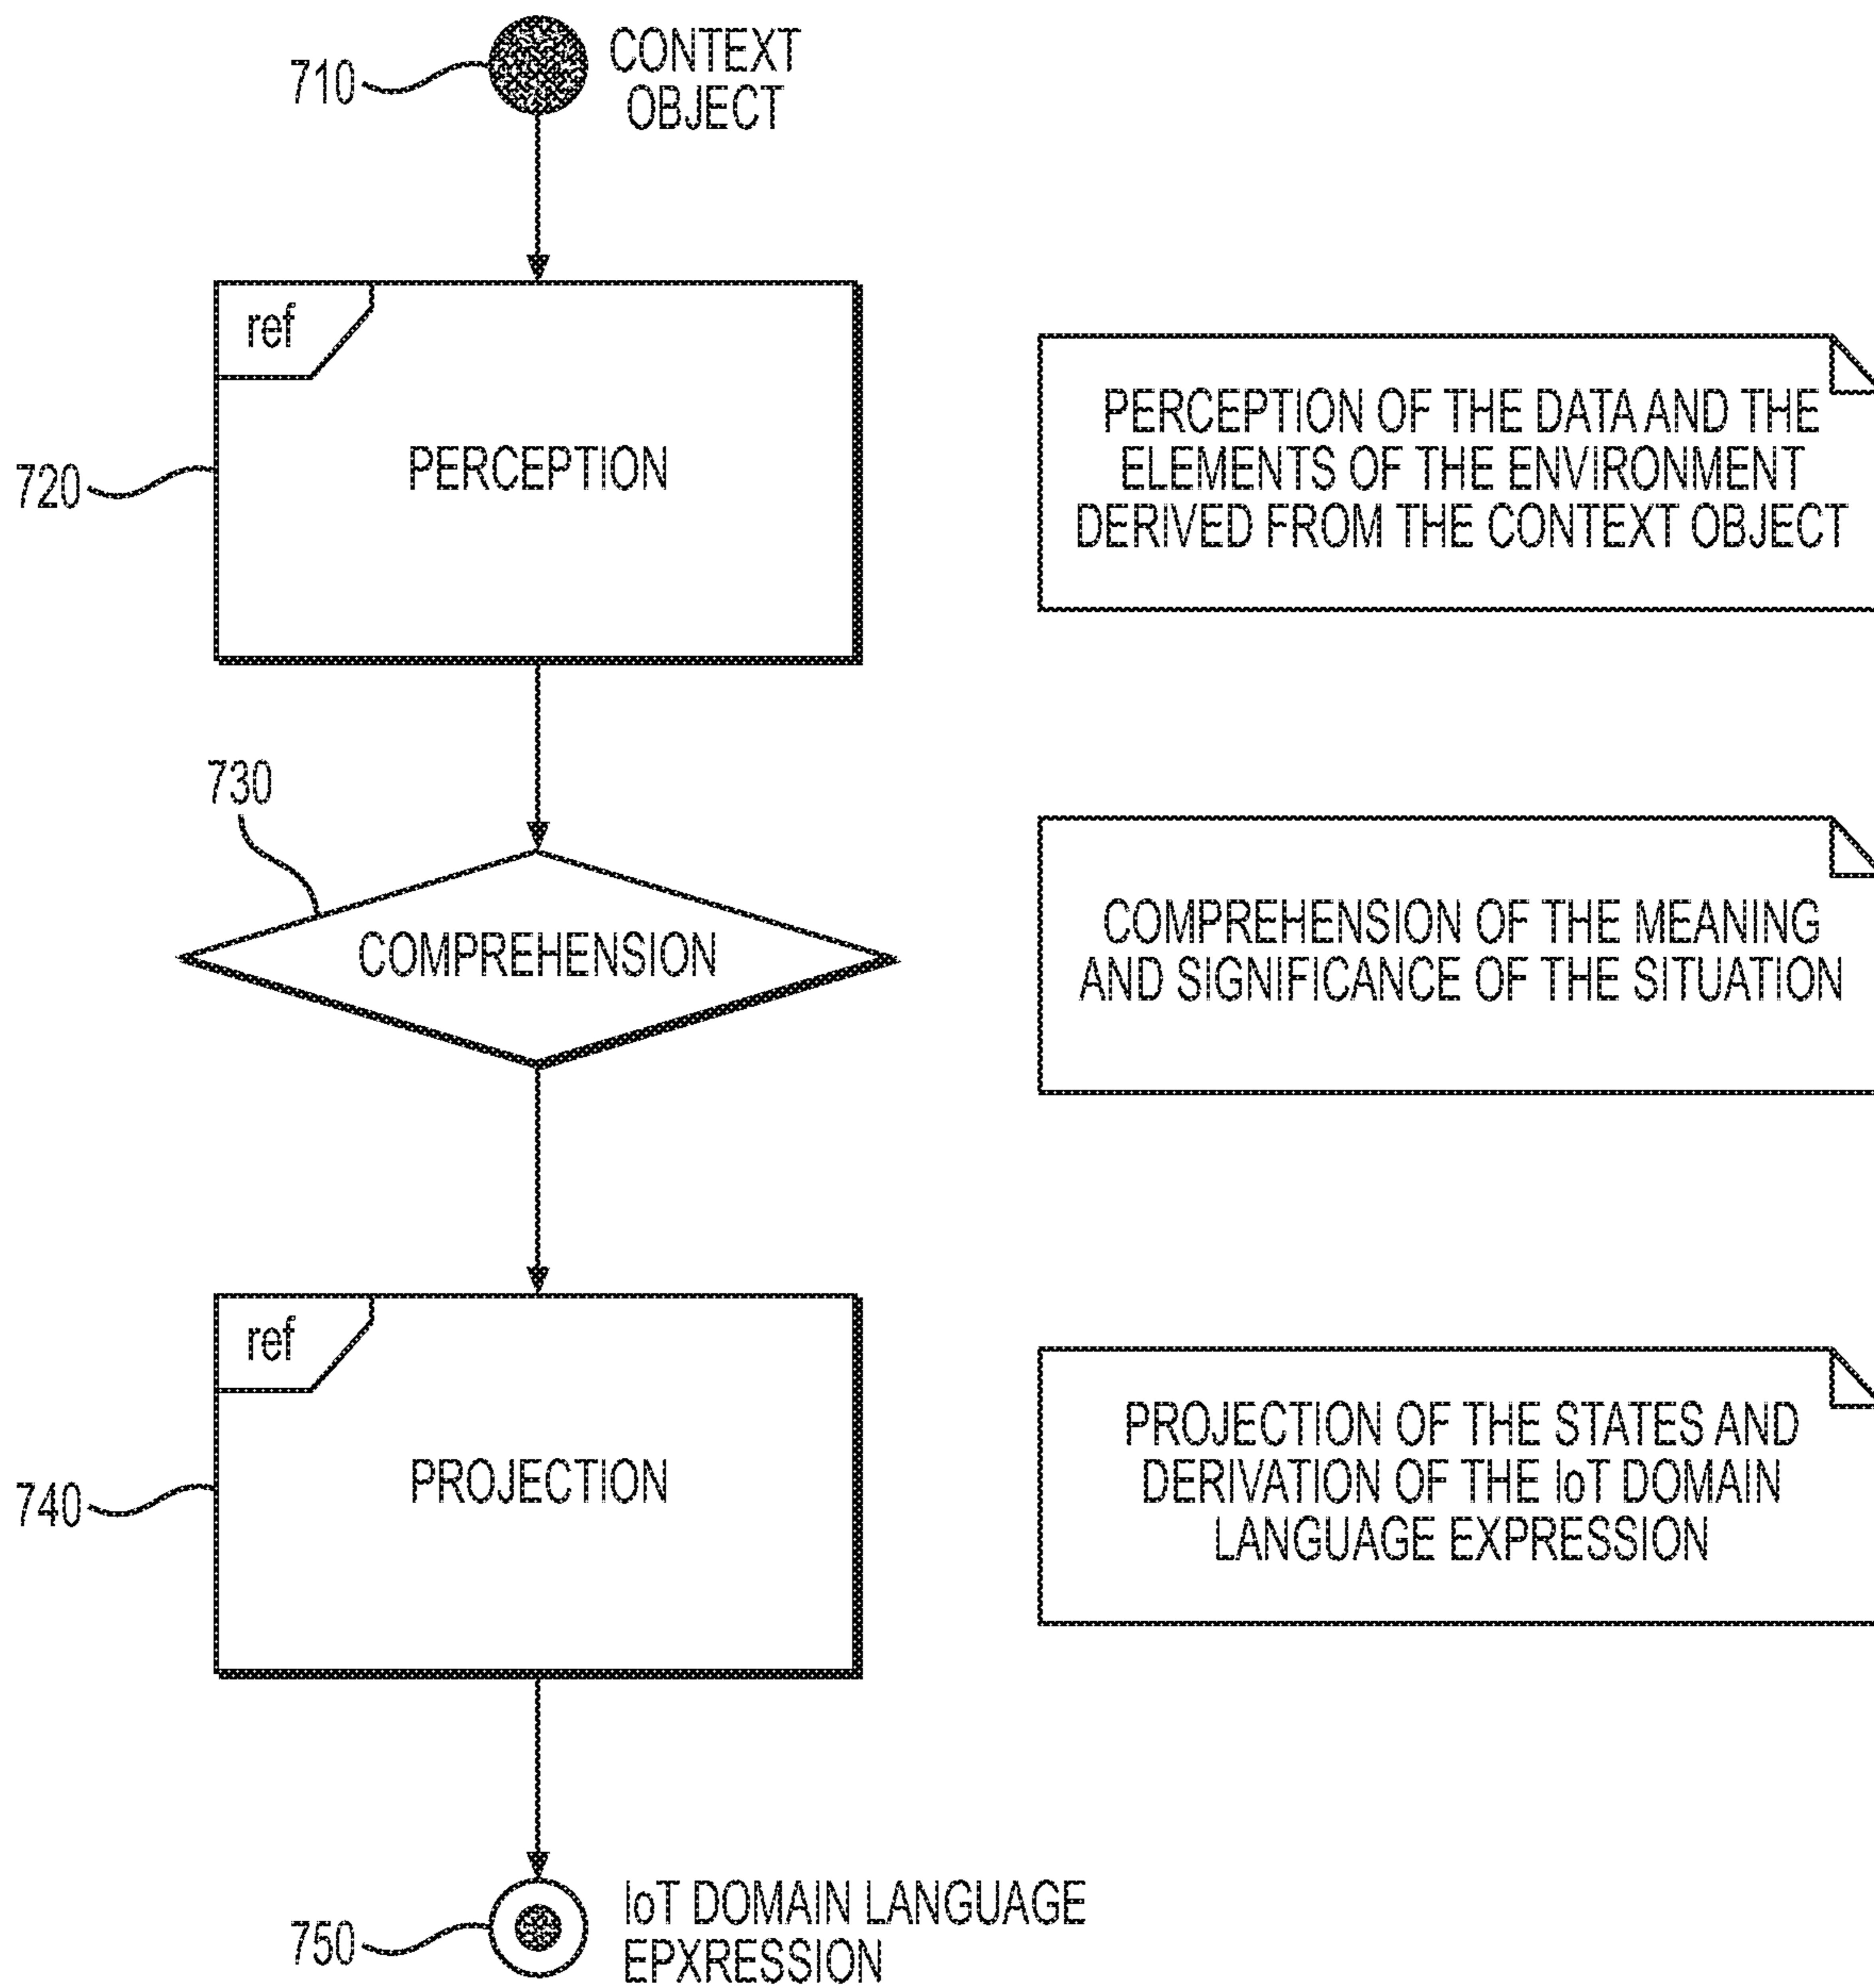 710
CONTEXT
OBJECT
ref
PERCEPTION
720
PERCEPTION OF THE DATA AND THE
ELEMENTS OF THE ENVIRONMENT
DERIVED FROM THE CONTEXT OBJECT
730
COMPREHENSION
COMPREHENSION OF THE MEANING
AND SIGNIFICANCE OF THE SITUATION
ref
PROJECTION
740
PROJECTION OF THE STATES AND
DERIVATION OF THE IoT DOMAIN
LANGUAGE EXPRESSION
750
IoT DOMAIN LANGUAGE
EPXRESSION